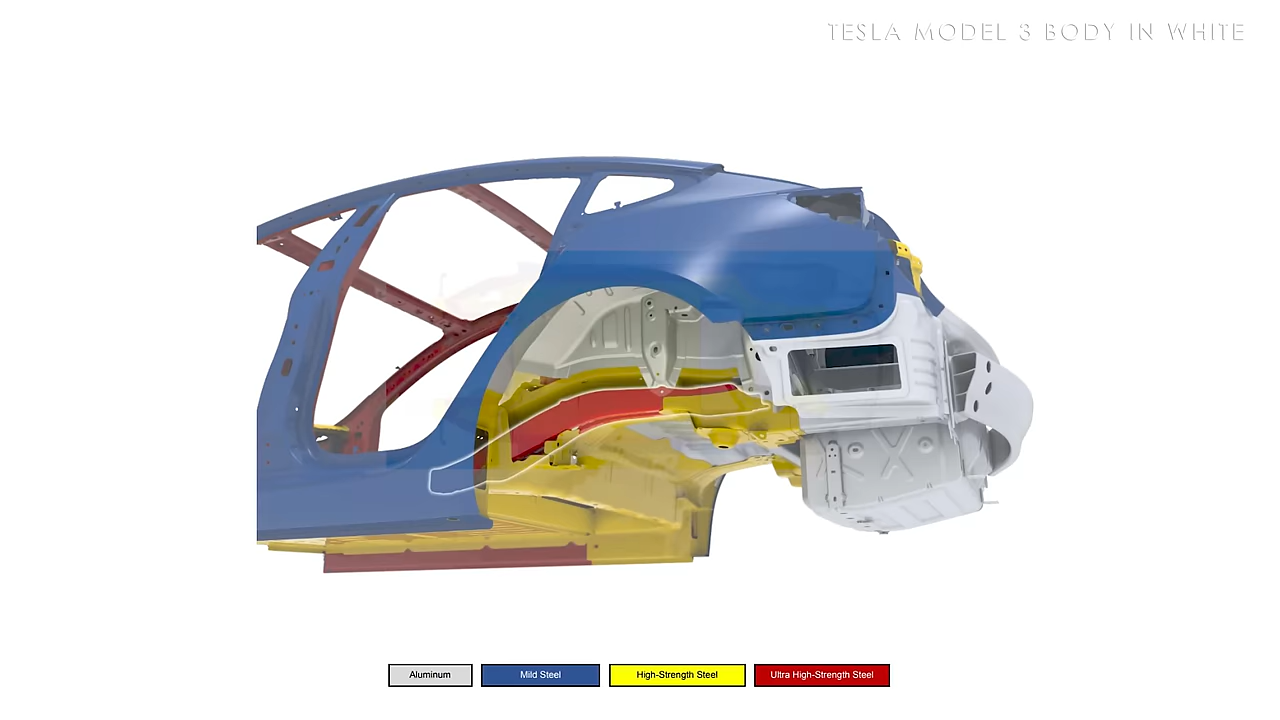 TESLA MODEL 3 BODY IN WHITE
Aluminum
Mild Steel
High-Strength Steel
Ultra High-Strength Steel